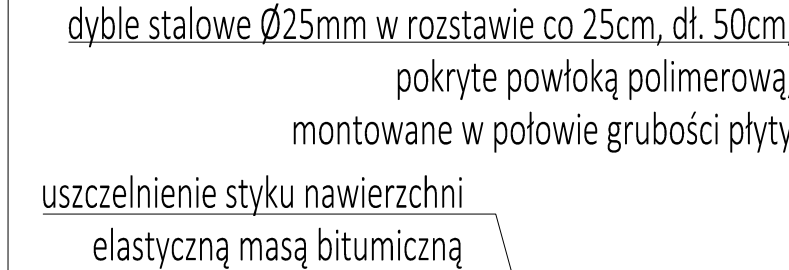 dyble stalowe Ø25mm w rozstawie co 25cm, dł. 50cm,
pokryte powłoką polimerową,
montowane w połowie grubości płyty
uszczelnienie styku nawierzchni
elastyczną masą bitumiczną